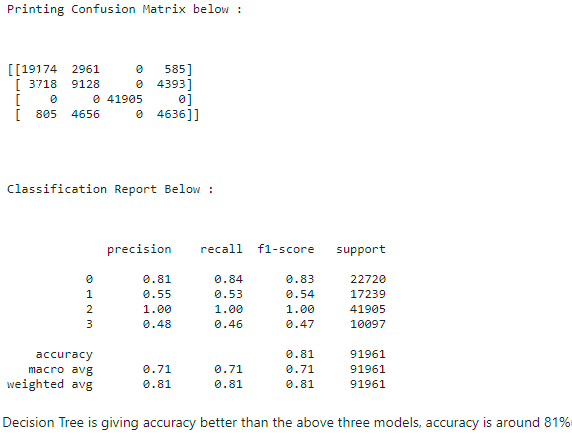 Printing Confusion Matrix below :
[[19174 2961 0 585]
[ 3718 9128 0 4393]
[ 0 0 41905 0]
[ 805 4656 0 4636]]
Classification Report Below :
precision recall f1-score support
0 0.81 0.84 0.83 22720
1 0.55 0.53 0.54 17239
2 1.00 1.00 1.00 41905
3 0.48 0.46 0.47 10097
accuracy 0.81 91961
macro avg 0.71 0.71 0.71 91961
weighted avg 0.81 0.81 0.81 91961
Decision Tree is giving accuracy better than the above three models, accuracy is around 81%